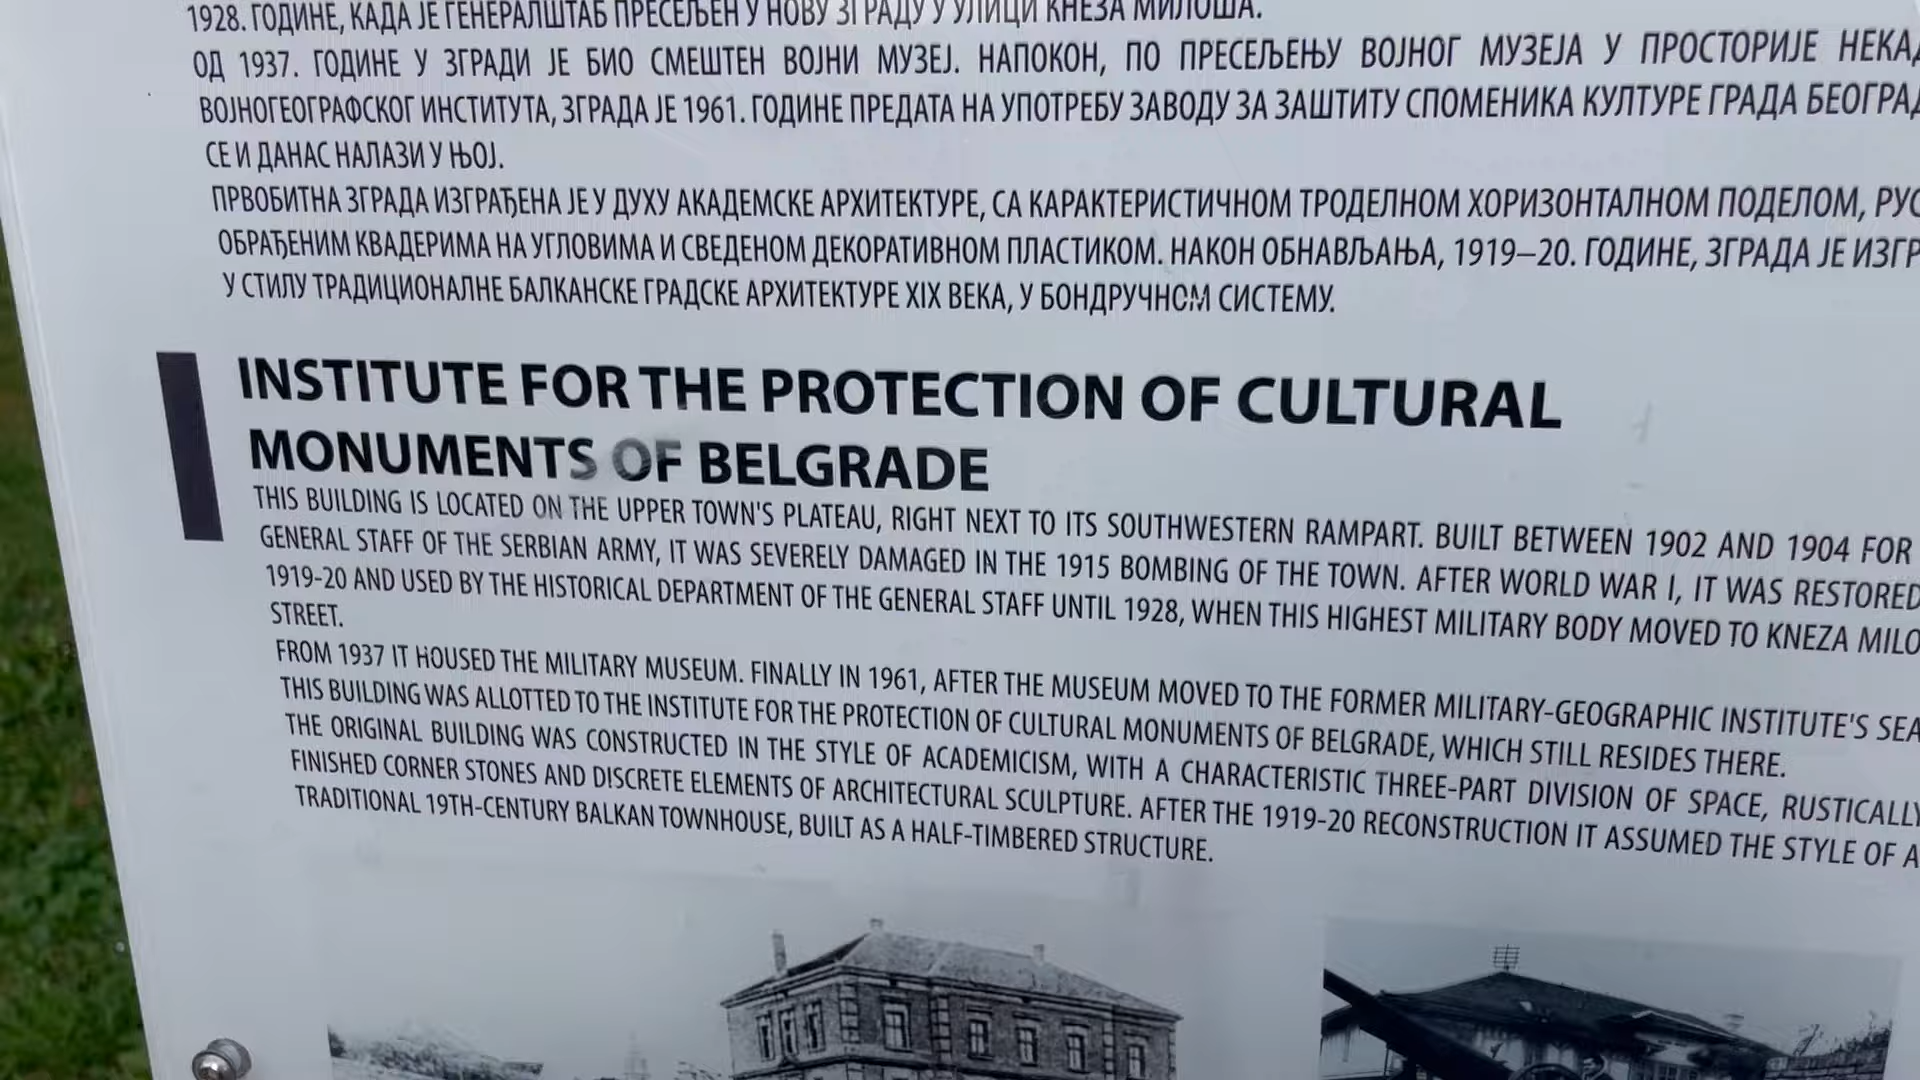 1928. ГОДИНЕ, КАДА ЈЕ ГЕНЕРАЛШТАБ ПРЕСЕЉЕН У НОВУ ЗГРАДУ У УЛИЦИ КНЕЗА МИЛОША.
ОД 1937. ГОДИНЕ У ЗГРАДИ ЈЕ БИО СМЕШТЕН ВОЈНИ МУЗЕЈ. НАПОКОН, ПО ПРЕСЕЉЕЊУ ВОЈНОГ МУЗЕЈА У ПРОСТОРИЈЕ
ВОЈНОГЕОГРАФСКОГ ИНСТИТУТА, ЗГРАДА ЈЕ 1961. ГОДИНЕ ПРЕДАТА НА УПОТРЕБУ ЗАВОДУ ЗА ЗАШТИТУ СПОМЕНИКА КУЛТУРЕ ГРАДА
СЕ И ДАНАС НАЛАЗИ У ЊОЈ.
ПРВОБИТНА ЗГРАДА ИЗГРАЂЕНА ЈЕ У ДУХУ АКАДЕМСКЕ АРХИТЕКТУРЕ, СА КАРАКТЕРИСТИЧНОМ ТРОДЕЛНОМ ХОРИЗОНТАЛНОМ ПОДЕЛОМ,
ОБРАЂЕНИМ КВАДЕРИМА НА УГЛОВИМА И СВЕДЕНОМ ДЕКОРАТИВНОМ ПЛАСТИКОМ. НАКОН ОБНАВЉАЊА, 1919–20. ГОДИНЕ, ЗГРАДА ЈЕ
У СТИЛУ ТРАДИЦИОНАЛНЕ БАЛКАНСКЕ ГРАДСКЕ АРХИТЕКТУРЕ XIX ВЕКА, У БОНДРУЧНОМ СИСТЕМУ.
INSTITUTE FOR THE PROTECTION OF CULTURAL
MONUMENTS OF BELGRADE
THIS BUILDING IS LOCATED ON THE UPPER TOWN'S PLATEAU, RIGHT NEXT TO ITS SOUTHWESTERN RAMPART. BUILT BETWEEN 1902 AND 1904 FOR
GENERAL STAFF OF THE SERBIAN ARMY, IT WAS SEVERELY DAMAGED IN THE 1915 BOMBING OF THE TOWN. AFTER WORLD WAR I, IT WAS RESTORED
1919-20 AND USED BY THE HISTORICAL DEPARTMENT OF THE GENERAL STAFF UNTIL 1928, WHEN THIS HIGHEST MILITARY BODY MOVED TO KNEZA
STREET.
FROM 1937 IT HOUSED THE MILITARY MUSEUM. FINALLY IN 1961, AFTER THE MUSEUM MOVED TO THE FORMER MILITARY-GEOGRAPHIC INSTITUTE'S
THIS BUILDING WAS ALLOTTED TO THE INSTITUTE FOR THE PROTECTION OF CULTURAL MONUMENTS OF BELGRADE, WHICH STILL RESIDES THERE.
THE ORIGINAL BUILDING WAS CONSTRUCTED IN THE STYLE OF ACADEMICISM, WITH A CHARACTERISTIC THREE-PART DIVISION OF SPACE, RUSTICALLY
FINISHED CORNER STONES AND DISCRETE ELEMENTS OF ARCHITECTURAL SCULPTURE. AFTER THE 1919-20 RECONSTRUCTION IT ASSUMED THE STYLE OF A
TRADITIONAL 19TH-CENTURY BALKAN TOWNHOUSE, BUILT AS A HALF-TIMBERED STRUCTURE.